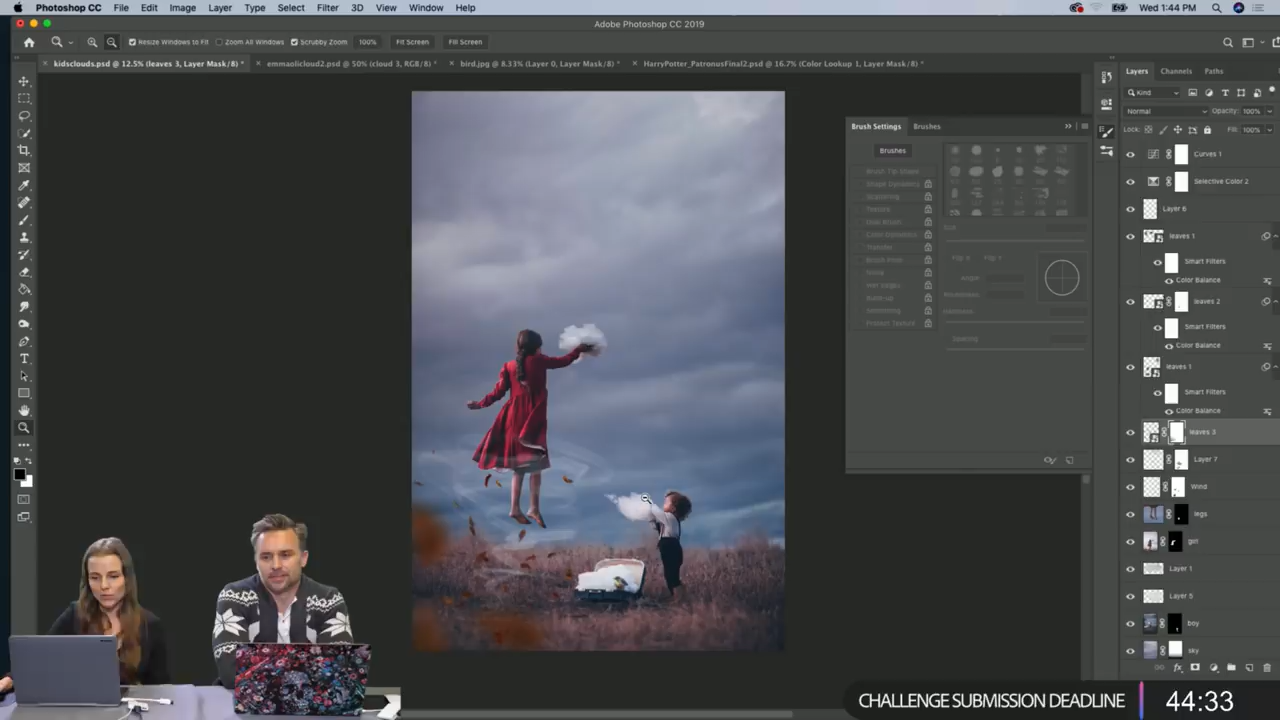 Photoshop CC File Edit Image Layer Type Select Filter 3D View Window Help
Wed 1:44 PM
Adobe Photoshop CC 2019
Resize Windows to Fit Zoom All Windows Scrubby Zoom 100% Fit Screen Fill Screen
kidsclouds.psd @ 12.5% (leaves 3, Layer Mask/8) *
emmaolicloud2.psd @ 50% (cloud 3, RGB/8) *
bird.jpg @ 8.33% (Layer 0, Layer Mask/8) *
HarryPotter_PatronusFinal2.psd @ 16.7% (Color Lookup 1, Layer Mask/8) *
Brush Settings Brushes
Brushes
Brush Tip Shape
Shape Dynamics
Scattering
Texture
Dual Brush
Color Dynamics
Transfer
Brush Pose
Noise
Wet Edges
Build-up
Smoothing
Protect Texture
Size
Flip X Flip Y
Angle
Roundness
Hardness
Spacing
Layers Channels Paths
Kind
Normal Opacity: 100%
Lock: Fill: 100%
Curves 1
Selective Color 2
Layer 6
leaves 1
Smart Filters
Color Balance
leaves 2
Smart Filters
Color Balance
leaves 1
Smart Filters
Color Balance
leaves 3
Layer 7
Wind
legs
girl
Layer 1
Layer 5
boy
sky
CHALLENGE SUBMISSION DEADLINE 44:33